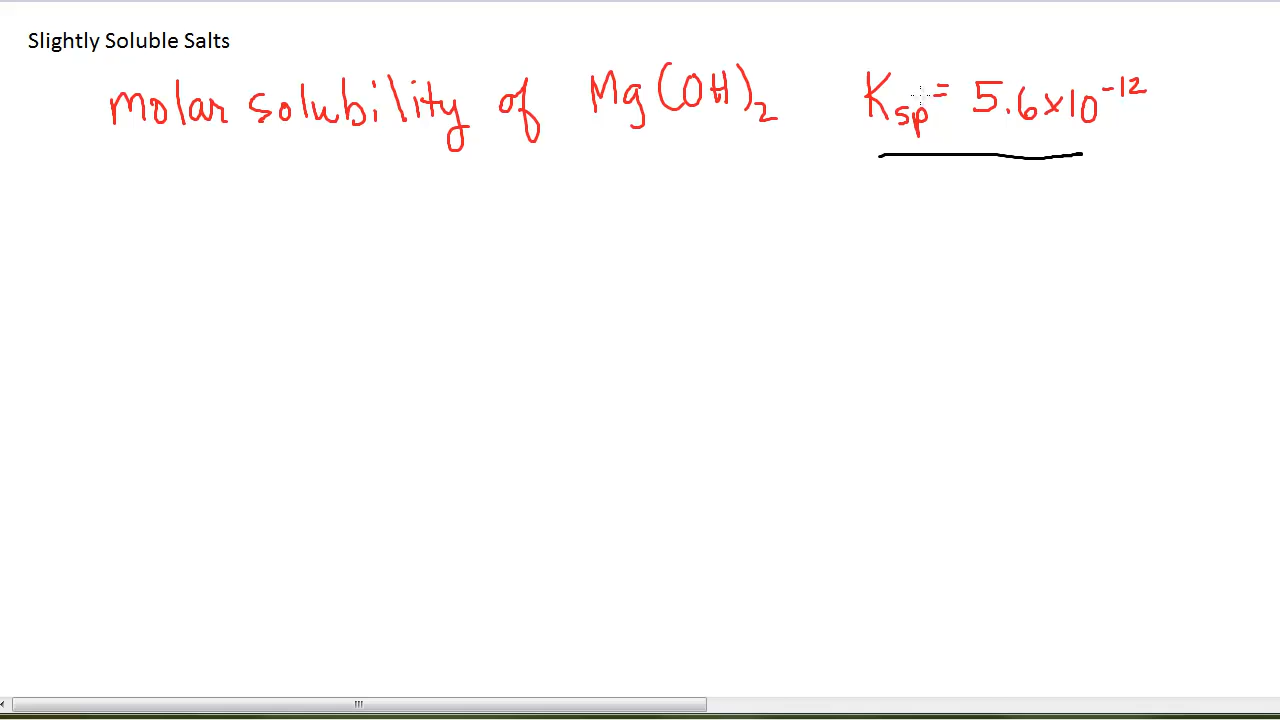 Slightly Soluble Salts
molar solubility of Mg(OH)₂ Ksp = 5.6x10⁻¹²